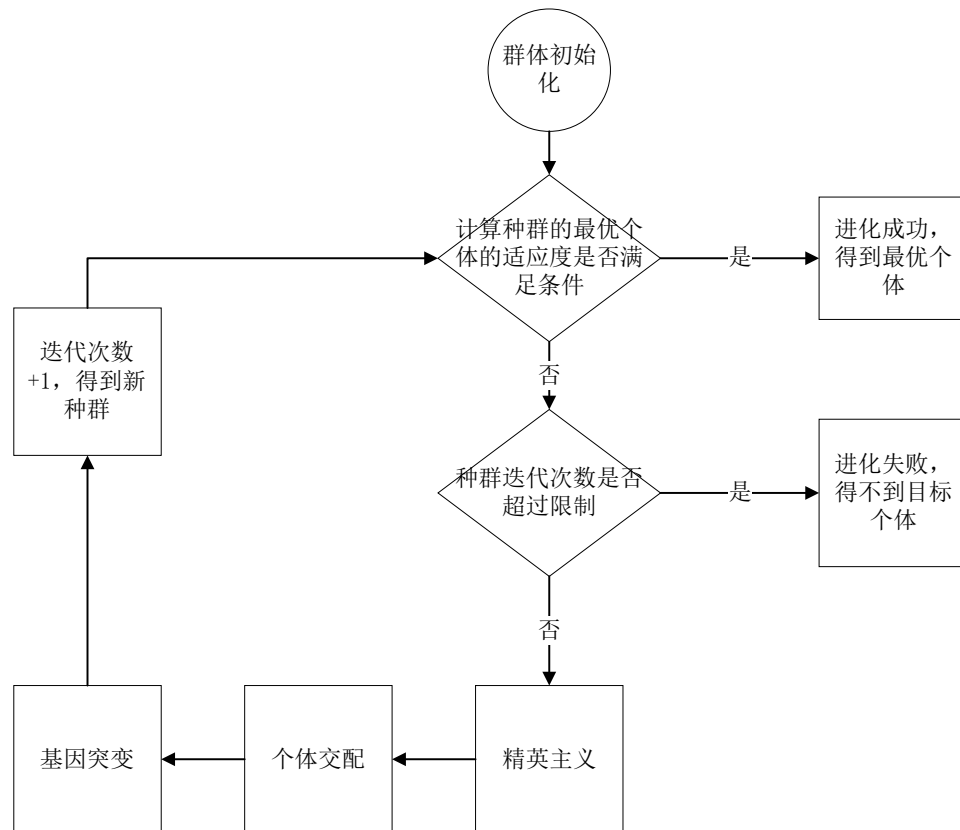 群体初始
化
计算种群的最优个
体的适应度是否满
足条件
是
进化成功，
得到最优个
体
迭代次数
+1，得到新
种群
否
种群迭代次数是否
超过限制
是
进化失败，
得不到目标
个体
否
基因突变
个体交配
精英主义